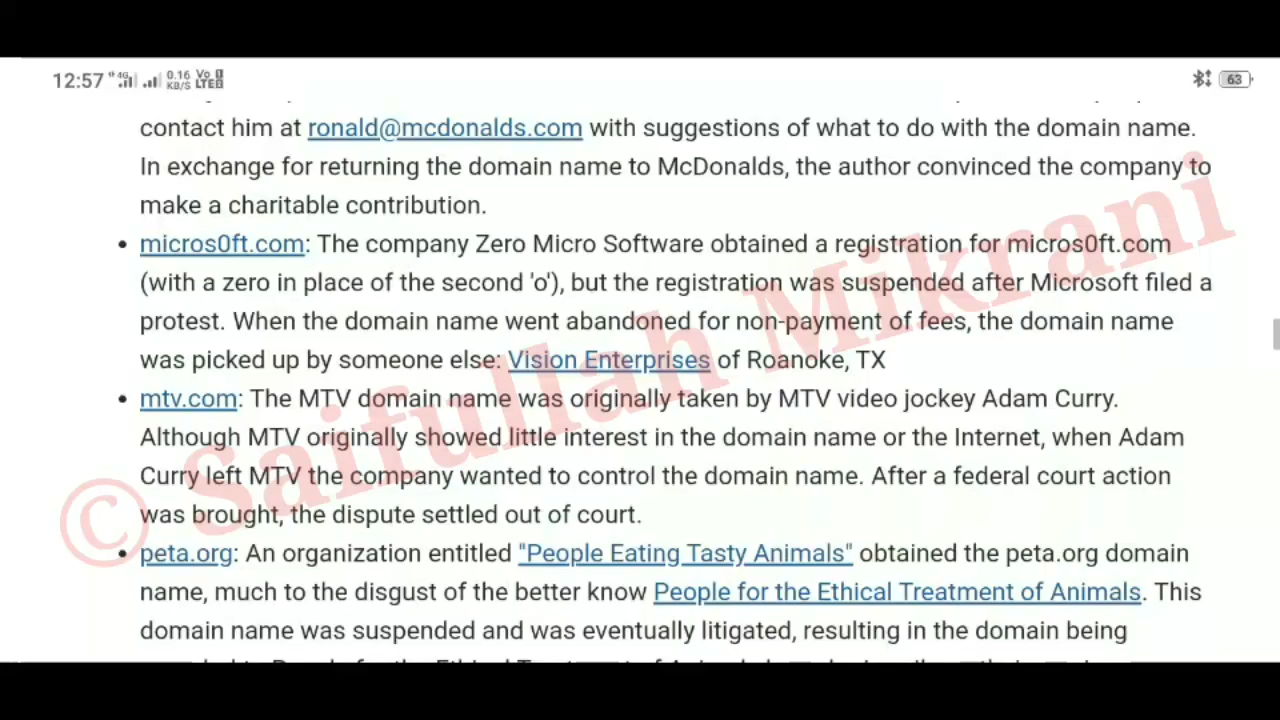 12:57 4G 0.16 KB/S Vo LTE 63
contact him at ronald@mcdonalds.com with suggestions of what to do with the domain name.
In exchange for returning the domain name to McDonalds, the author convinced the company to
make a charitable contribution.
• micros0ft.com: The company Zero Micro Software obtained a registration for micros0ft.com
(with a zero in place of the second 'o'), but the registration was suspended after Microsoft filed a
protest. When the domain name went abandoned for non-payment of fees, the domain name
was picked up by someone else: Vision Enterprises of Roanoke, TX
• mtv.com: The MTV domain name was originally taken by MTV video jockey Adam Curry.
Although MTV originally showed little interest in the domain name or the Internet, when Adam
Curry left MTV the company wanted to control the domain name. After a federal court action
was brought, the dispute settled out of court.
• peta.org: An organization entitled "People Eating Tasty Animals" obtained the peta.org domain
name, much to the disgust of the better know People for the Ethical Treatment of Animals. This
domain name was suspended and was eventually litigated, resulting in the domain being
© Saifullah Mikrani